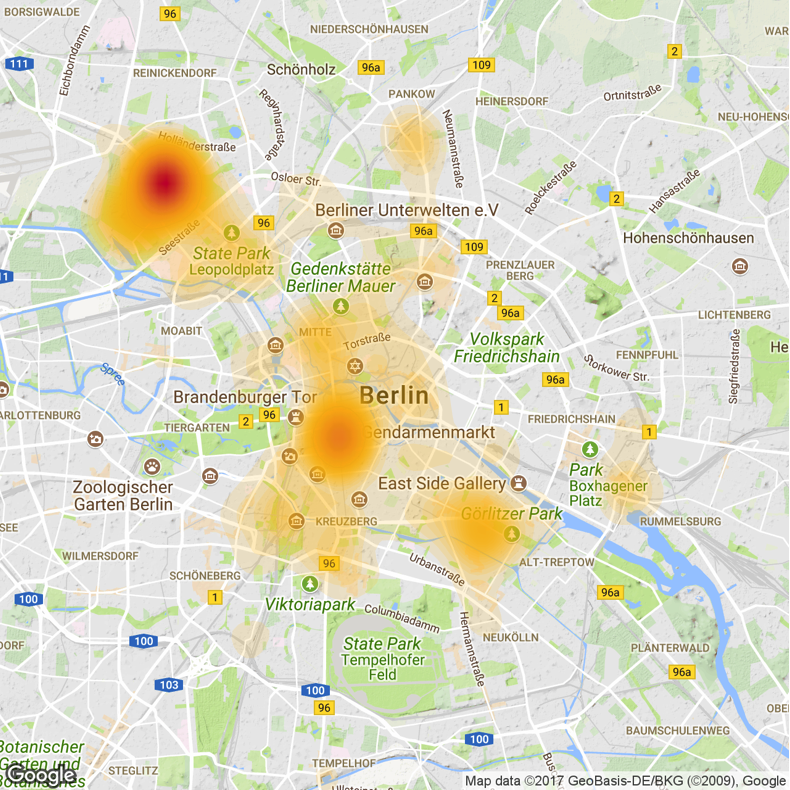 BORSIGWALDE
96
NIEDERSCHÖNHAUSEN
WAR
111
Eichborndamm
REINICKENDORF
Schönholz
96a
109
2
PANKOW
HEINERSDORF
Ortnitstraße
NEU-HOHENSC
Holländerstraße
Neumannstraße
Osloer Str.
Roelckestraße
Hansastraße
96
Seestraße
State Park
Leopoldplatz
Berliner Unterwelten e.V
96a
109
2
Hohenschönhausen
Gedenkstätte
Berliner Mauer
PRENZLAUER
BERG
2
96a
11
MOABIT
MITTE
Torstraße
Volkspark
Friedrichshain
LICHTENBERG
FENNPFUHL
Storkower Str.
Siegfriedstraße
He
Spree
Brandenburger Tor
Berlin
96a
ARLOTTENBURG
TIERGARTEN
2
96
1
FRIEDRICHSHAIN
1
Gendarmenmarkt
Zoologischer
Garten Berlin
East Side Gallery
Park
Boxhagener
Platz
SEE
KREUZBERG
Görlitzer Park
RUMMELSBURG
WILMERSDORF
SCHÖNEBERG
96
Urbanstraße
ALT-TREPTOW
100
1
Viktoriapark
96a
Columbiadamm
Hermannstraße
NEUKÖLLN
DORF
100
State Park
Tempelhofer
Feld
PLÄNTERWALD
96a
103
100
96
OBE
100
BAUMSCHULENWEG
Botanischer
Garten und
Botanisches
STEGLITZ
TEMPELHOF
Bus
Google
Map data ©2017 GeoBasis-DE/BKG (©2009), Google